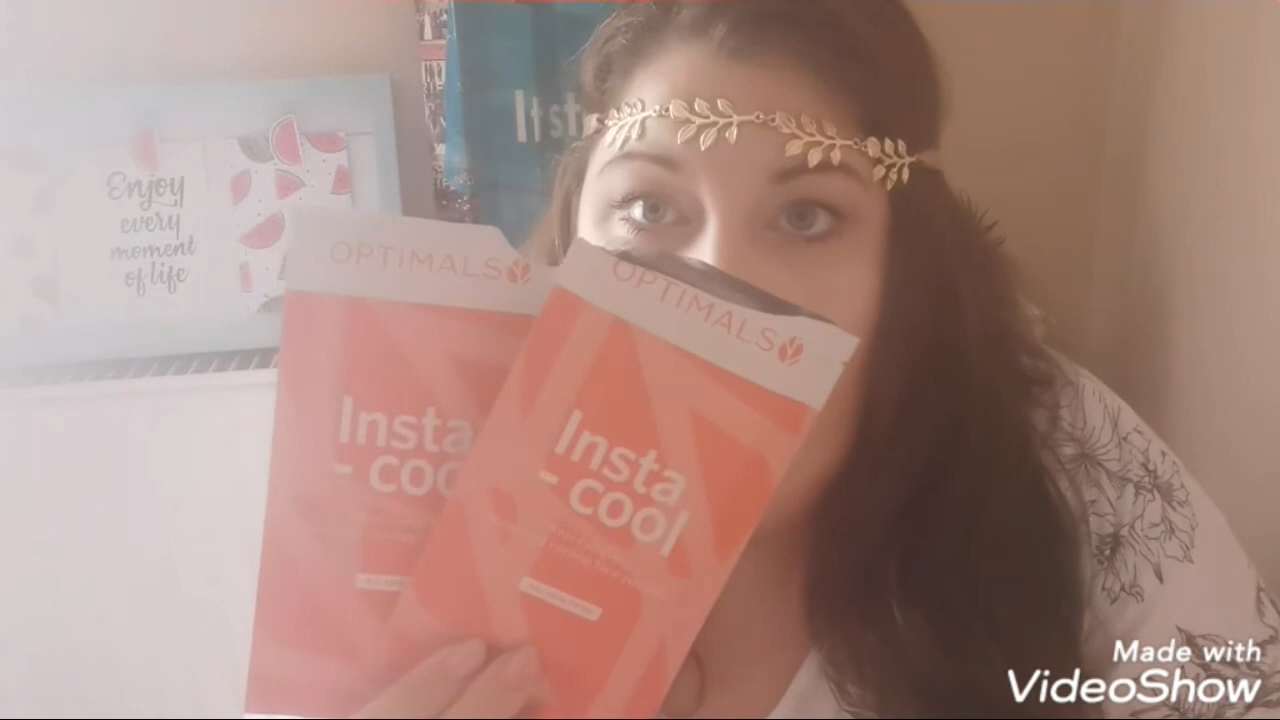 It st
Enjoy
every
moment
of life
OPTIMALS
Insta
- coo
OPTIMALS
Insta
- cool
Made with
VideoShow